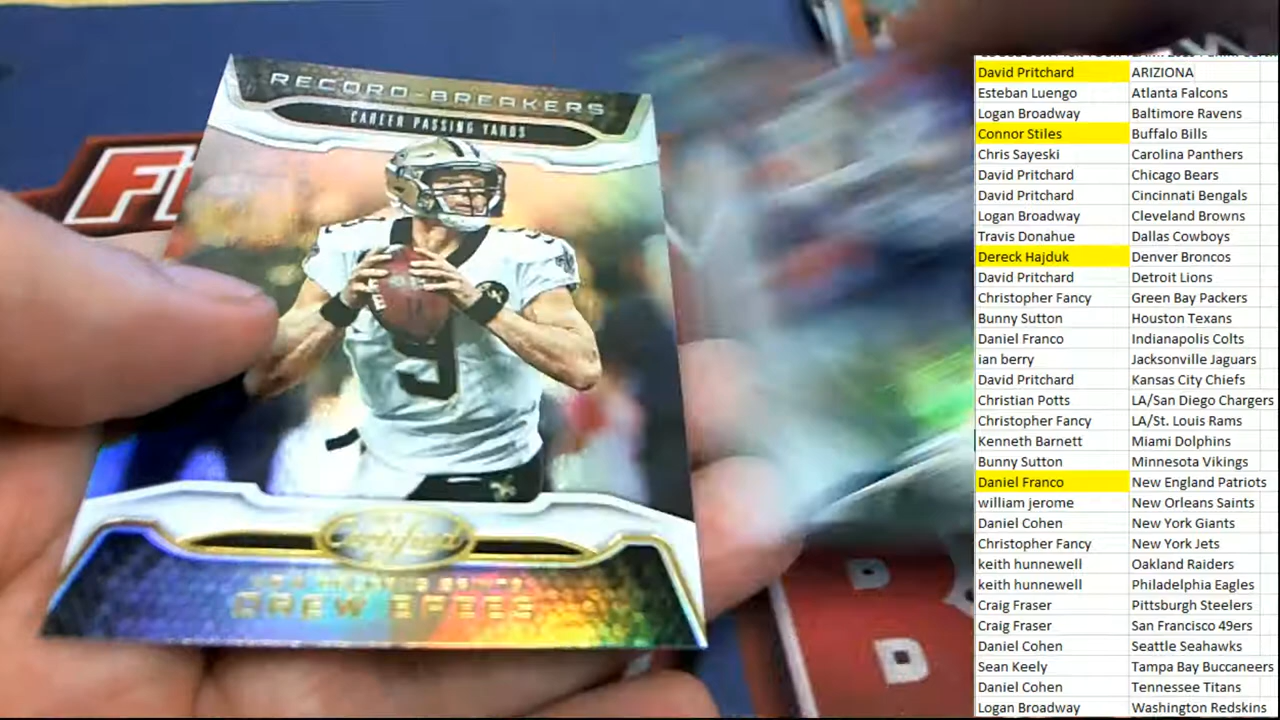 RECORD-BREAKERS
CAREER PASSING YARDS
9
Certified
DREW BREES
David Pritchard ARIZIONA
Esteban Luengo Atlanta Falcons
Logan Broadway Baltimore Ravens
Connor Stiles Buffalo Bills
Chris Sayeski Carolina Panthers
David Pritchard Chicago Bears
David Pritchard Cincinnati Bengals
Logan Broadway Cleveland Browns
Travis Donahue Dallas Cowboys
Dereck Hajduk Denver Broncos
David Pritchard Detroit Lions
Christopher Fancy Green Bay Packers
Bunny Sutton Houston Texans
Daniel Franco Indianapolis Colts
ian berry Jacksonville Jaguars
David Pritchard Kansas City Chiefs
Christian Potts LA/San Diego Chargers
Christopher Fancy LA/St. Louis Rams
Kenneth Barnett Miami Dolphins
Bunny Sutton Minnesota Vikings
Daniel Franco New England Patriots
william jerome New Orleans Saints
Daniel Cohen New York Giants
Christopher Fancy New York Jets
keith hunnewell Oakland Raiders
keith hunnewell Philadelphia Eagles
Craig Fraser Pittsburgh Steelers
Craig Fraser San Francisco 49ers
Daniel Cohen Seattle Seahawks
Sean Keely Tampa Bay Buccaneers
Daniel Cohen Tennessee Titans
Logan Broadway Washington Redskins